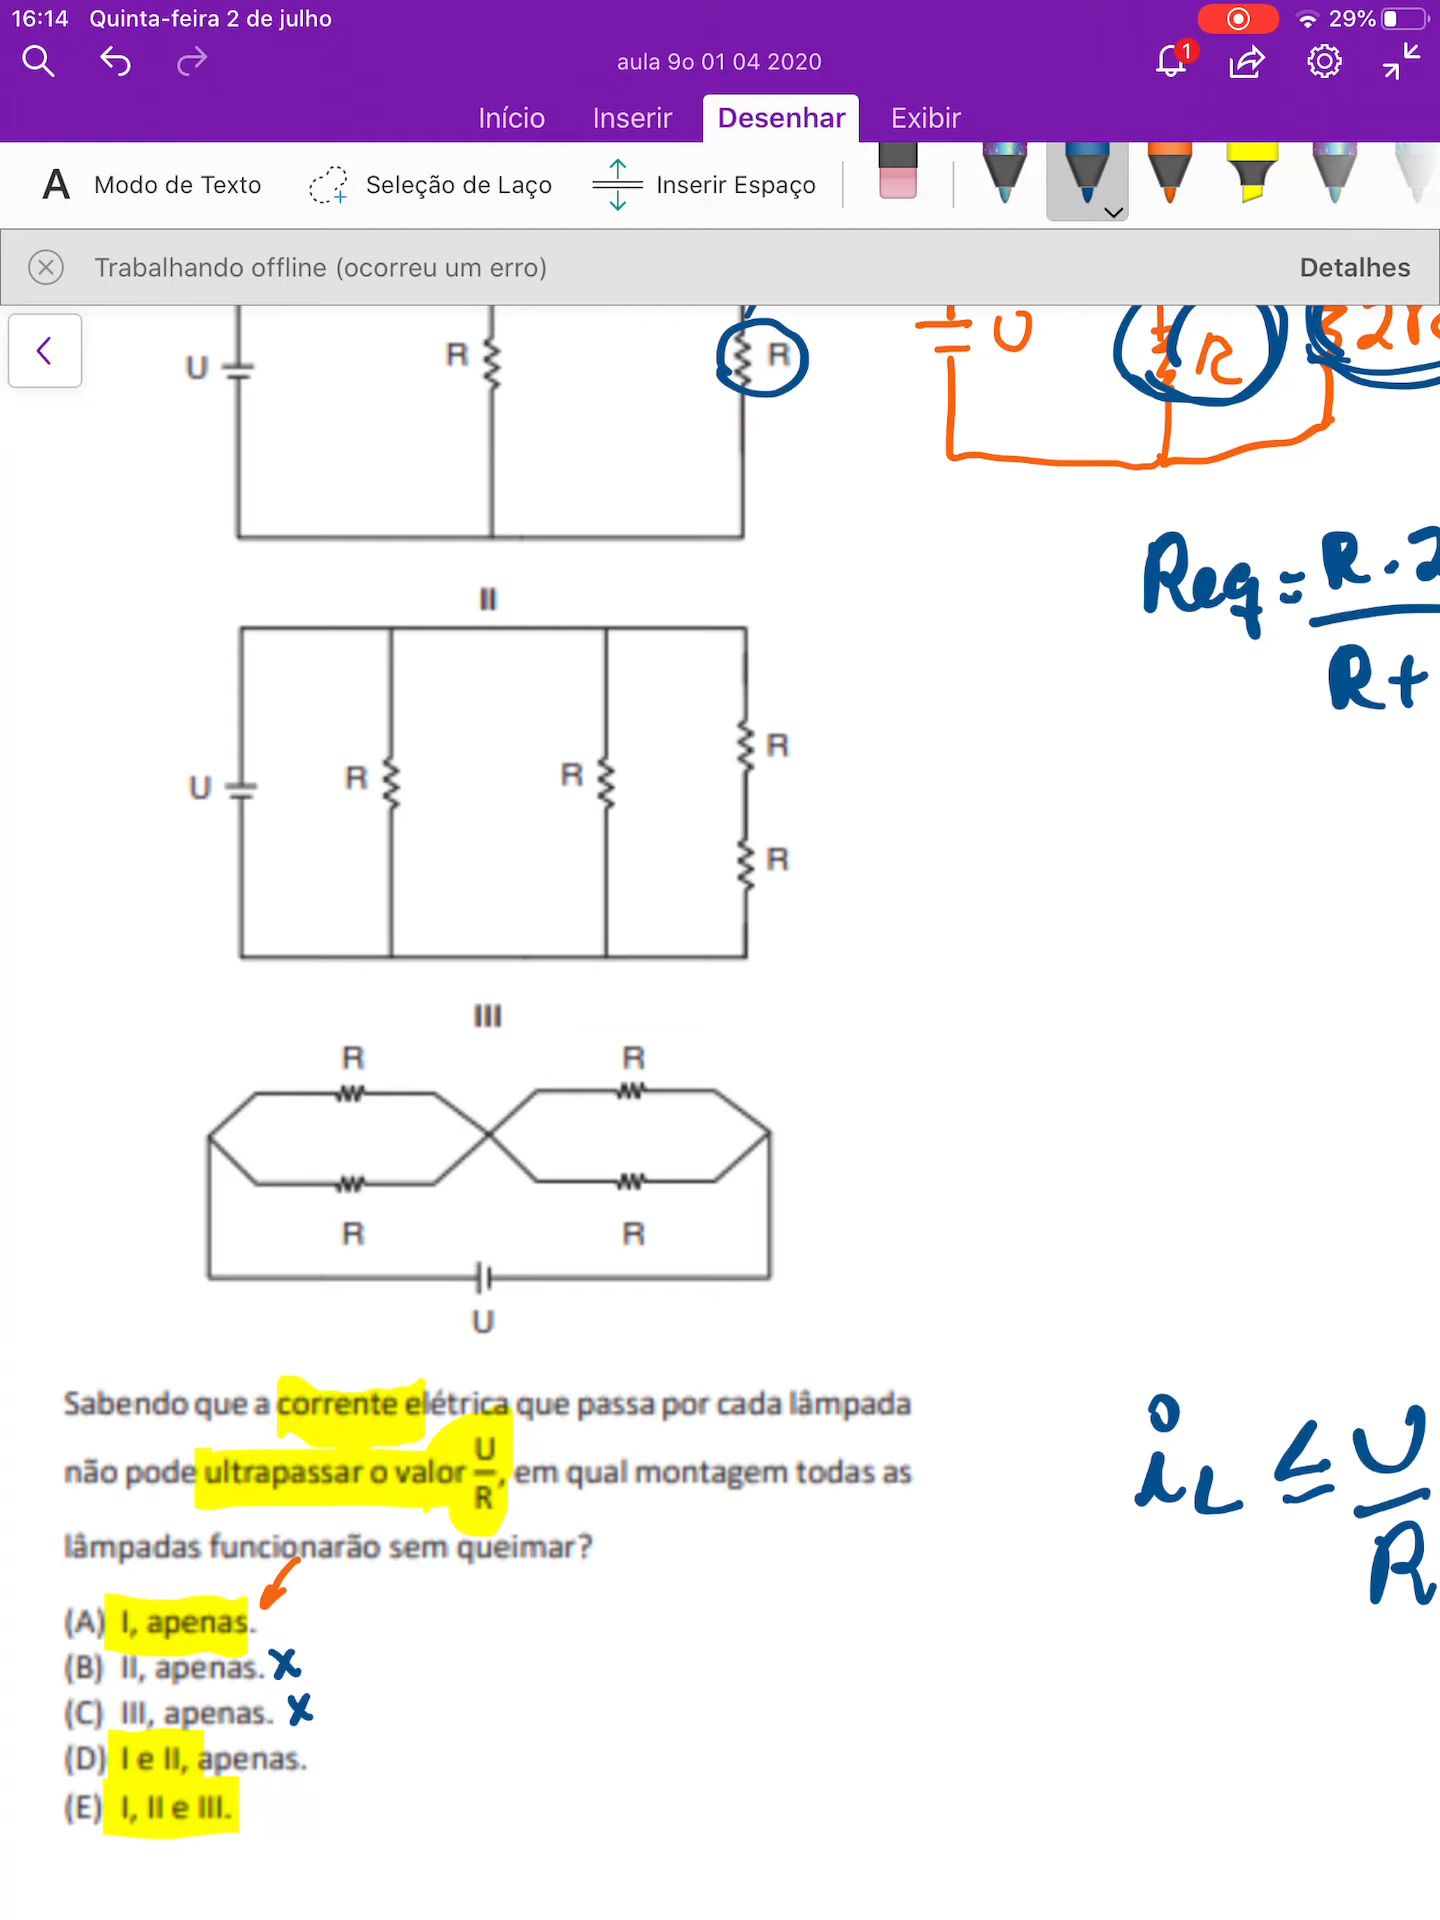 16:14 Quinta-feira 2 de julho 29%
aula 9o 01 04 2020 1
Início Inserir Desenhar Exibir
A Modo de Texto Seleção de Laço Inserir Espaço
Trabalhando offline (ocorreu um erro) Detalhes
U R R U R 2R
Req = R . 2
R +
II
U R R R
R
III
R R
R R
U
Sabendo que a corrente elétrica que passa por cada lâmpada
não pode ultrapassar o valor U/R, em qual montagem todas as
lâmpadas funcionarão sem queimar?
iL ≤ U/R
(A) I, apenas.
(B) II, apenas. X
(C) III, apenas. X
(D) I e II, apenas.
(E) I, II e III.